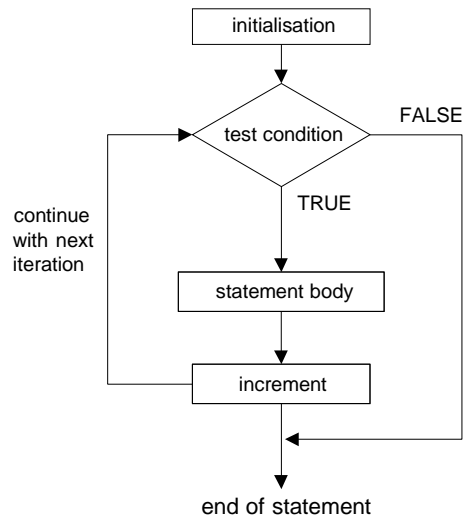 initialisation
test condition
FALSE
TRUE
continue
with next
iteration
statement body
increment
end of statement